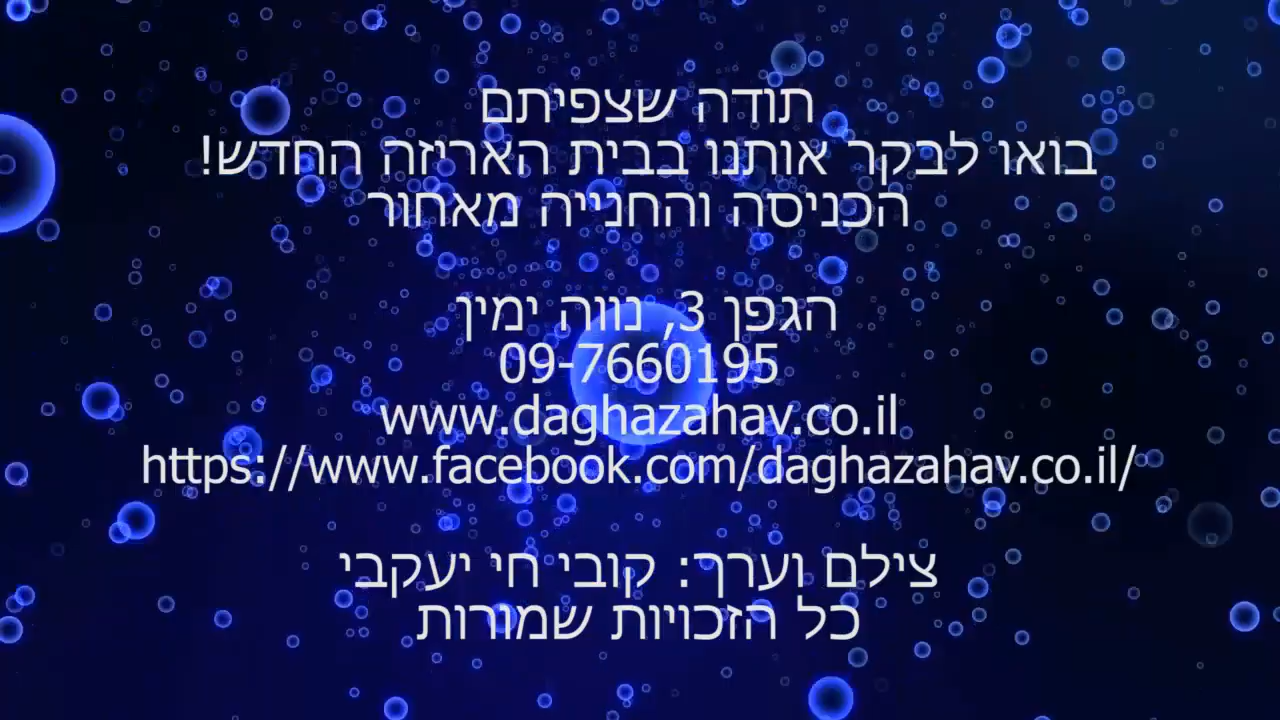 תודה שצפיתם
בואו לבקר אותנו בבית האריזה החדש!
הכניסה והחנייה מאחור
הגפן 3, נווה ימין
09-7660195
www.daghazahav.co.il
https://www.facebook.com/daghazahav.co.il/
צילם וערך: קובי חי יעקבי
כל הזכויות שמורות